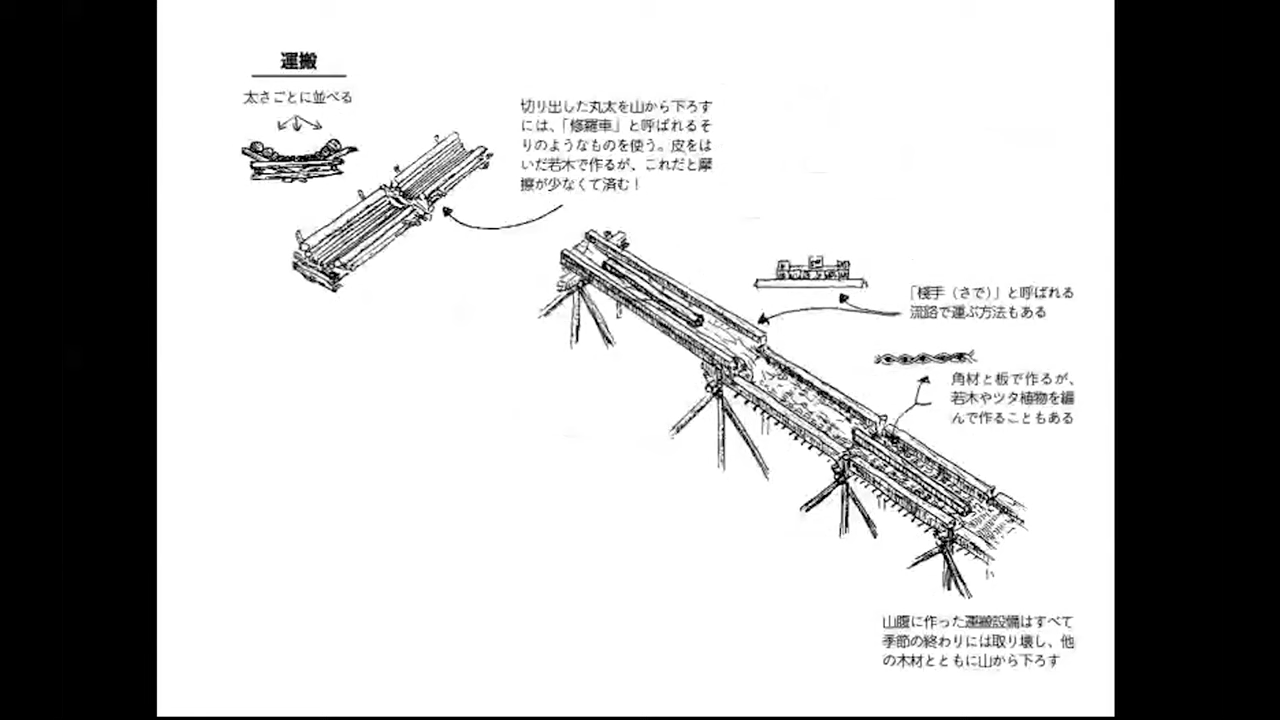 運搬
太さごとに並べる
切り出した丸太を山から下ろす
には、「修羅車」と呼ばれるそ
りのようなものを使う。皮をは
いだ若木で作るが、これだと摩
擦が少なくて済む！
「棧手（さで）」と呼ばれる
流路で運ぶ方法もある
角材と板で作るが、
若木やツタ植物を編
んで作ることもある
山腹に作った運搬設備はすべて
季節の終わりには取り壊し、他
の木材とともに山から下ろす